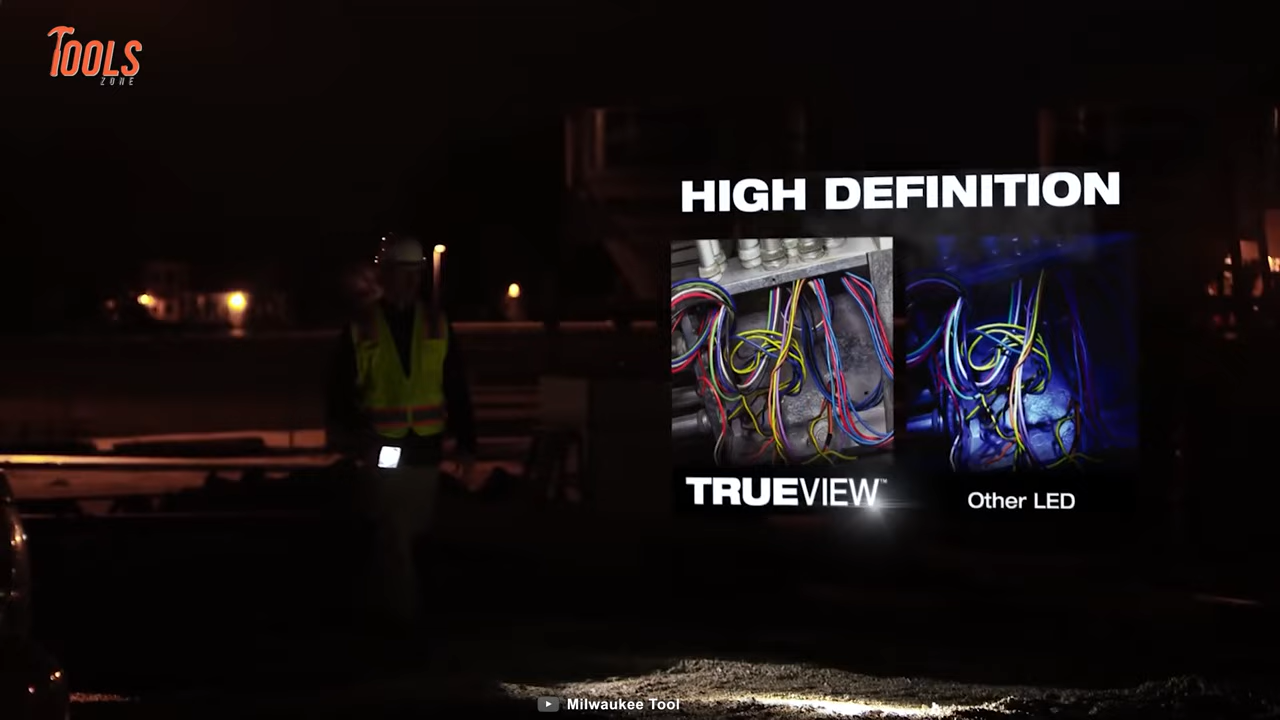 TOOLS
ZONE
HIGH DEFINITION
TRUEVIEW™
Other LED
Milwaukee Tool